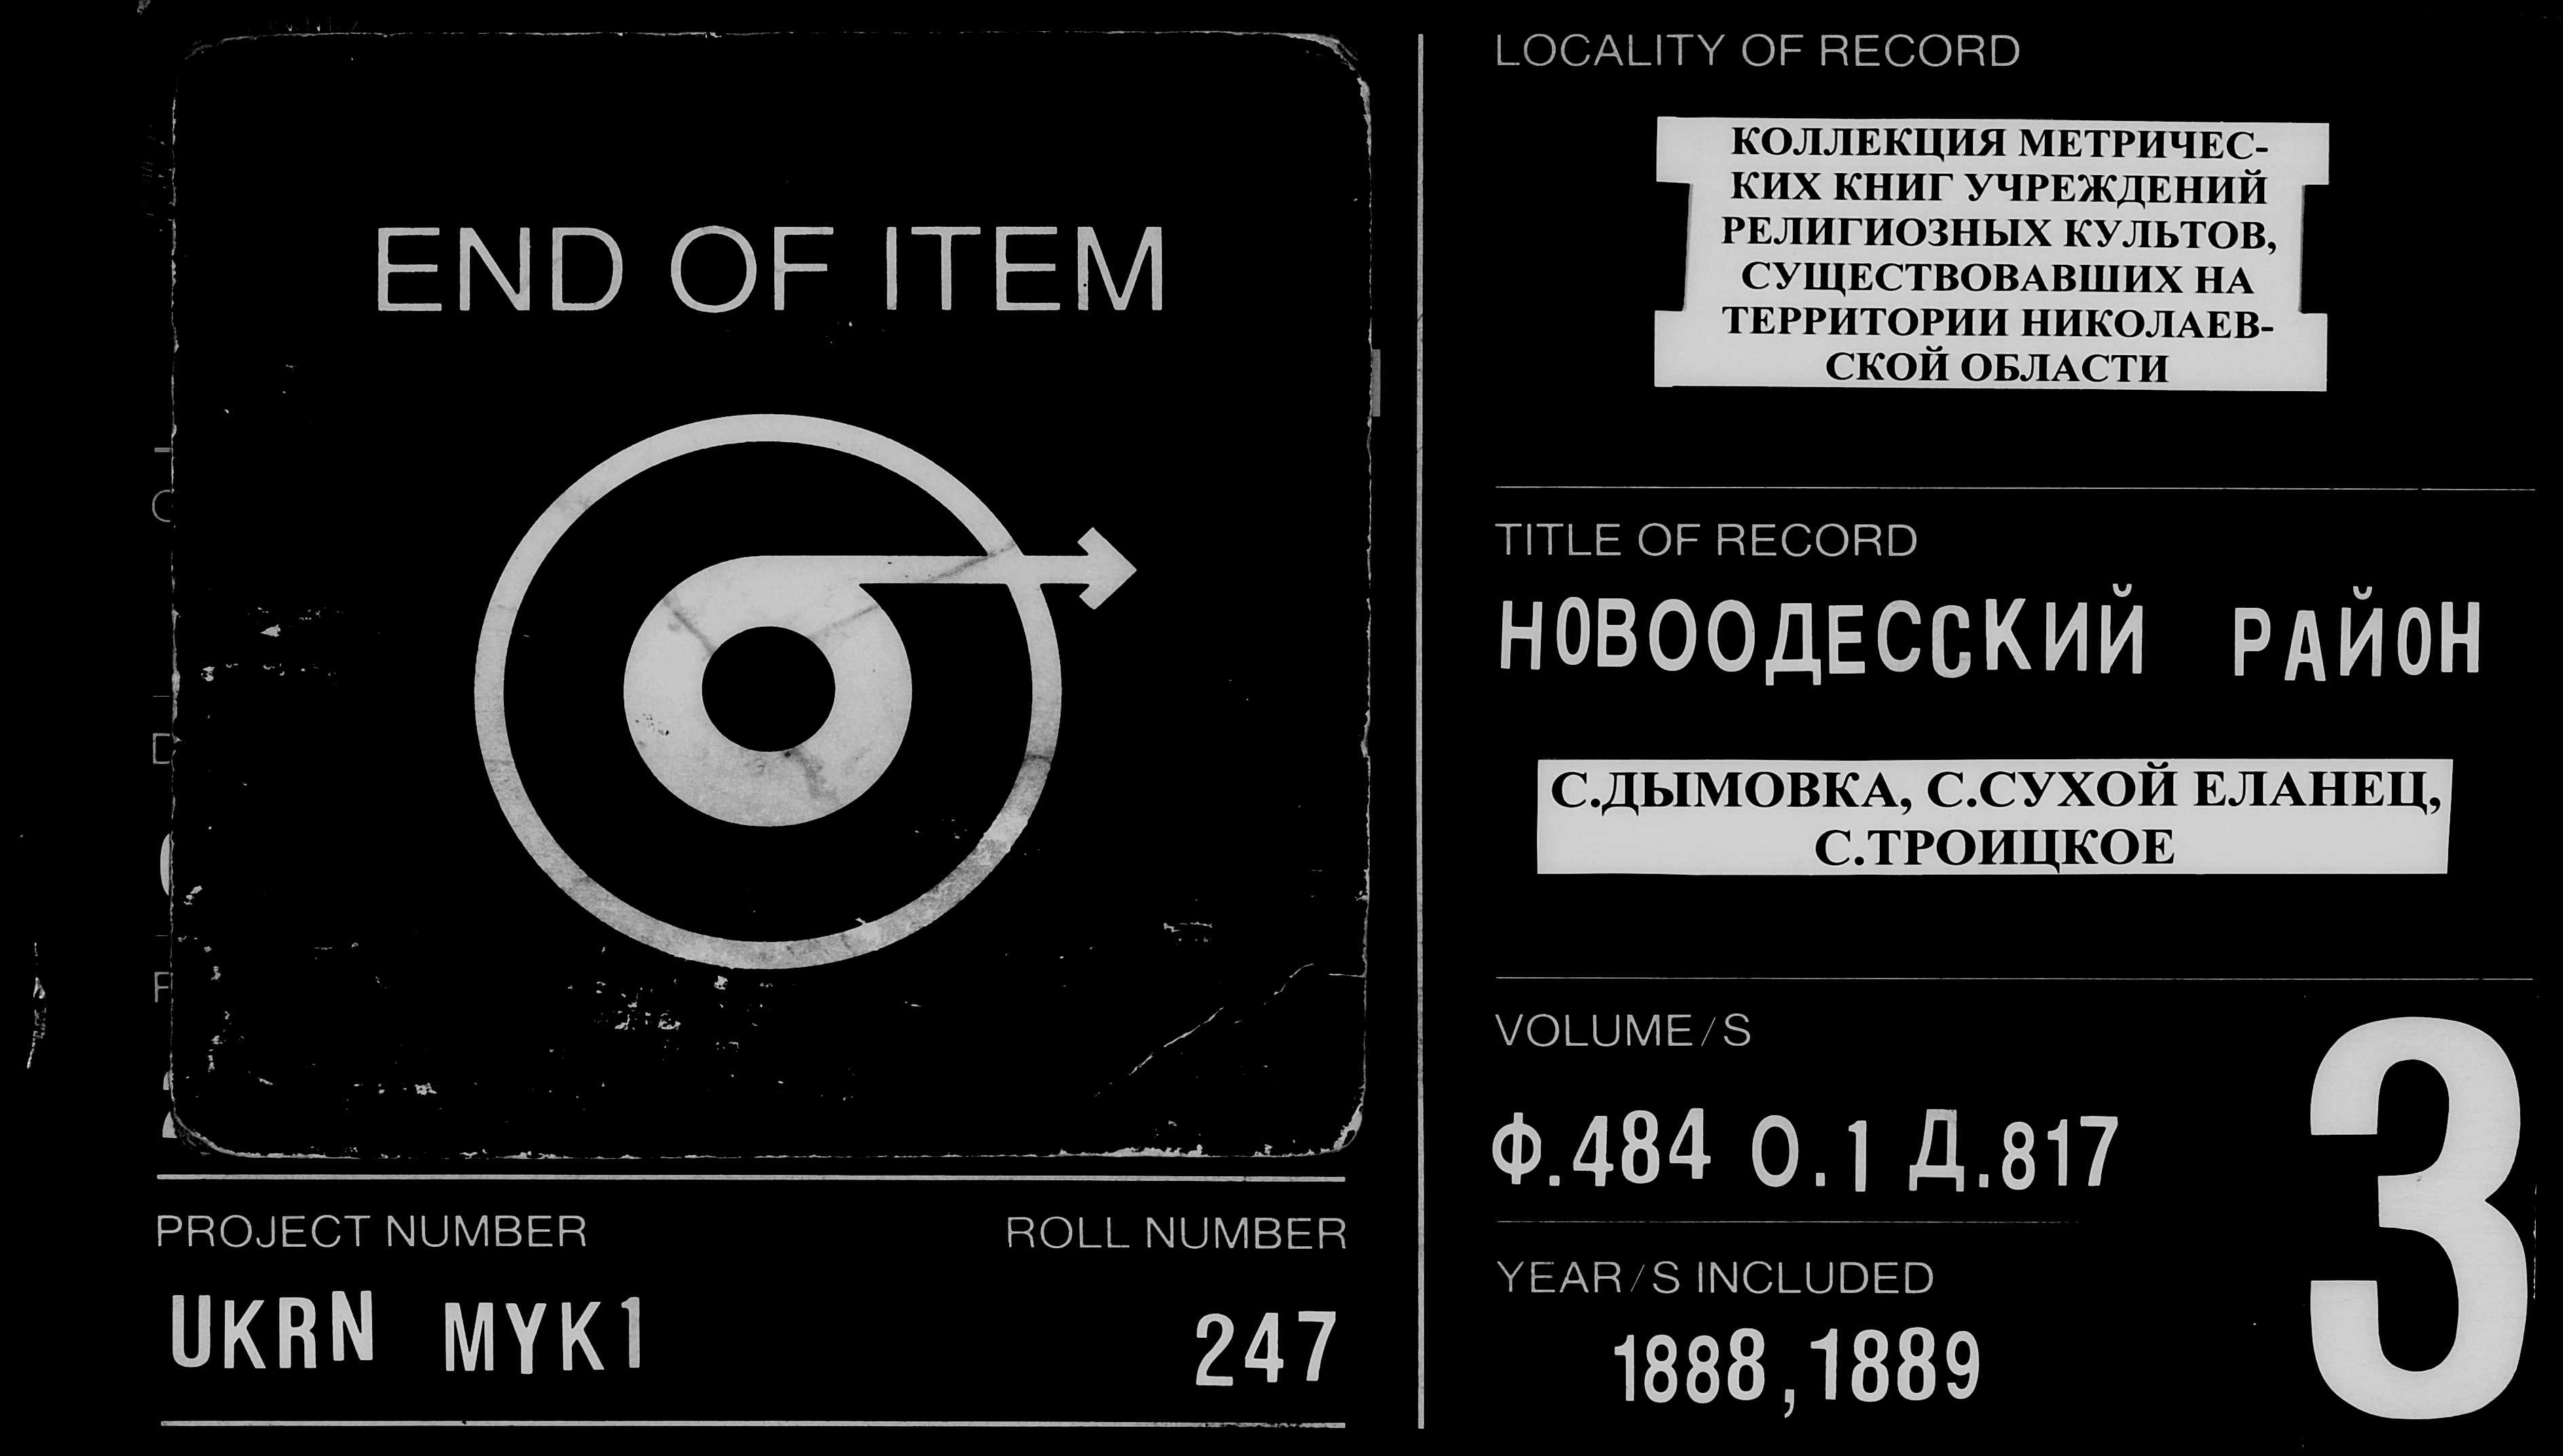 END OF ITEM
PROJECT NUMBER
ROLL NUMBER
UKRN MYK1
247
LOCALITY OF RECORD
КОЛЛЕКЦИЯ МЕТРИЧЕС-
КИХ КНИГ УЧРЕЖДЕНИЙ
РЕЛИГИОЗНЫХ КУЛЬТОВ,
СУЩЕСТВОВАВШИХ НА
ТЕРРИТОРИИ НИКОЛАЕВ-
СКОЙ ОБЛАСТИ
TITLE OF RECORD
НОВООДЕССКИЙ РАЙОН
С.ДЫМОВКА, С.СУХОЙ ЕЛАНЕЦ,
С.ТРОИЦКОЕ
VOLUME/S
Ф.484 О.1 Д.817
YEAR/S INCLUDED
1888,1889
3